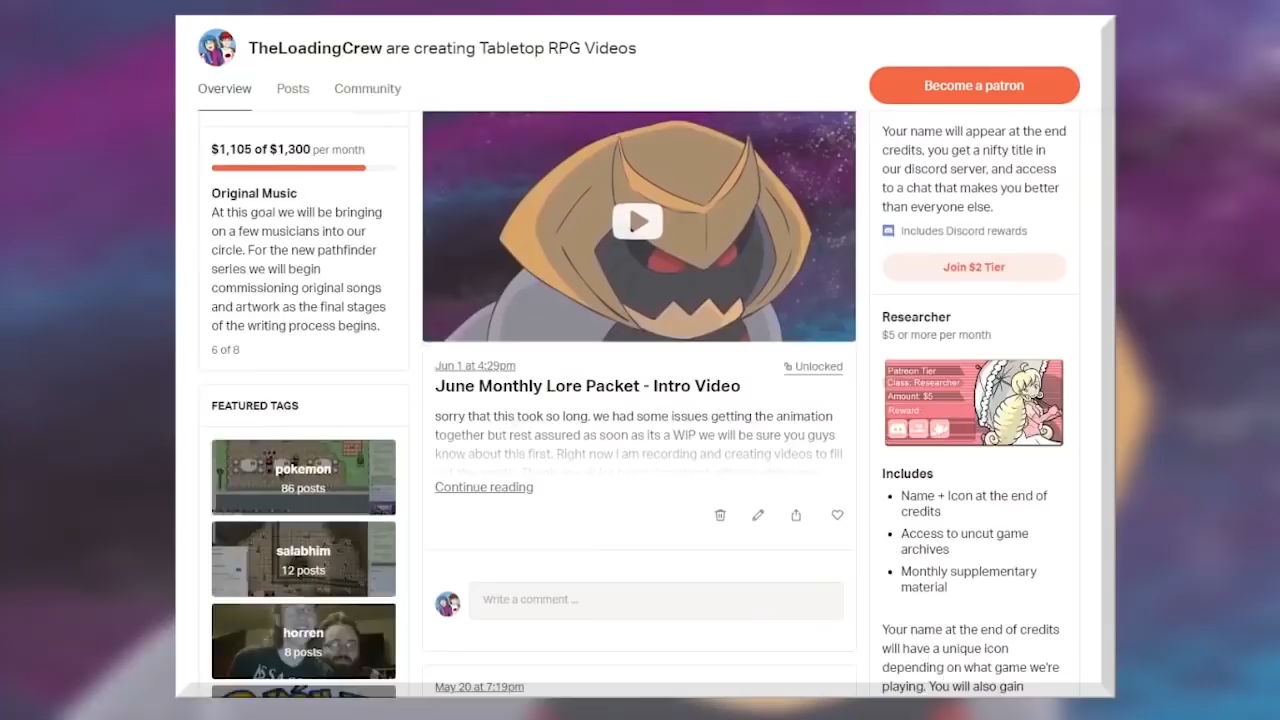 TheLoadingCrew are creating Tabletop RPG Videos
Overview
Posts
Community
Become a patron
$1,105 of $1,300 per month
Original Music
At this goal we will be bringing
on a few musicians into our
circle. For the new pathfinder
series we will begin
commissioning original songs
and artwork as the final stages
of the writing process begins.
6 of 8
FEATURED TAGS
pokemon
86 posts
salabhim
12 posts
horren
8 posts
Jun 1 at 4:29pm
Unlocked
June Monthly Lore Packet - Intro Video
sorry that this took so long. we had some issues getting the animation
together but rest assured as soon as its a WIP we will be sure you guys
know about this first. Right now I am recording and creating videos to fill
Continue reading
Write a comment ...
May 20 at 7:19pm
Your name will appear at the end
credits, you get a nifty title in
our discord server, and access
to a chat that makes you better
than everyone else.
Includes Discord rewards
Join $2 Tier
Researcher
$5 or more per month
Patreon Tier
Class: Researcher
Amount: $5
Reward:
Includes
Name + Icon at the end of
credits
Access to uncut game
archives
Monthly supplementary
material
Your name at the end of credits
will have a unique icon
depending on what game we're
playing. You will also gain